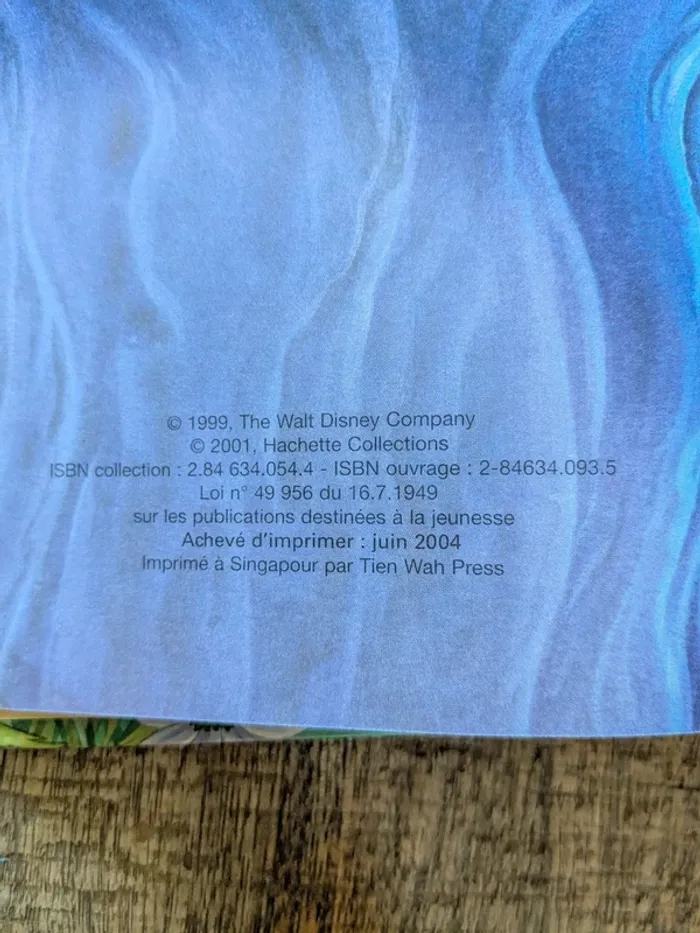 © 1999, The Walt Disney Company
© 2001, Hachette Collections
ISBN collection : 2.84 634.054.4 - ISBN ouvrage : 2-84634.093.5
Loi n° 49 956 du 16.7.1949
sur les publications destinées à la jeunesse
Achevé d'imprimer : juin 2004
Imprimé à Singapour par Tien Wah Press